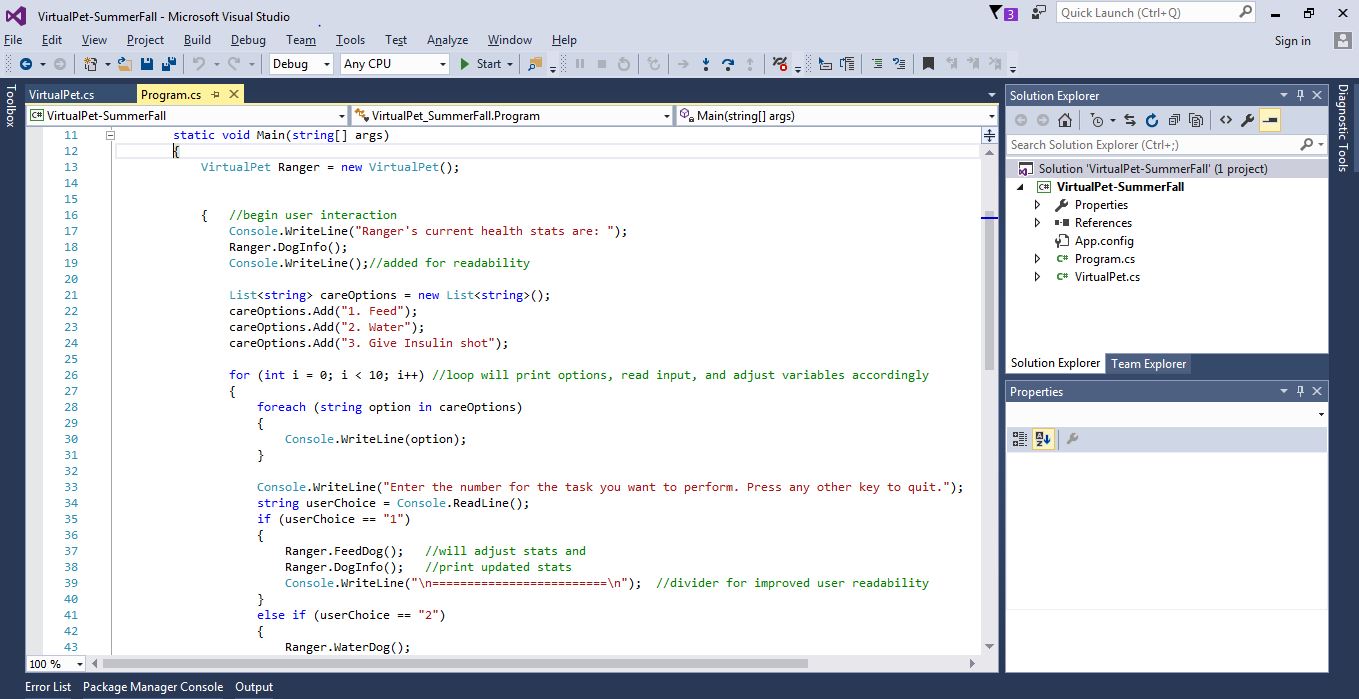 VirtualPet-SummerFall - Microsoft Visual Studio
3
Quick Launch (Ctrl+Q)
File Edit View Project Build Debug Team Tools Test Analyze Window Help
Sign in
Debug Any CPU Start
Toolbox
VirtualPet.cs Program.cs
C# VirtualPet-SummerFall VirtualPet_SummerFall.Program Main(string[] args)
11 static void Main(string[] args)
12 {
13 VirtualPet Ranger = new VirtualPet();
14
15
16 { //begin user interaction
17 Console.WriteLine("Ranger's current health stats are: ");
18 Ranger.DogInfo();
19 Console.WriteLine();//added for readability
20
21 List<string> careOptions = new List<string>();
22 careOptions.Add("1. Feed");
23 careOptions.Add("2. Water");
24 careOptions.Add("3. Give Insulin shot");
25
26 for (int i = 0; i < 10; i++) //loop will print options, read input, and adjust variables accordingly
27 {
28 foreach (string option in careOptions)
29 {
30 Console.WriteLine(option);
31 }
32
33 Console.WriteLine("Enter the number for the task you want to perform. Press any other key to quit.");
34 string userChoice = Console.ReadLine();
35 if (userChoice == "1")
36 {
37 Ranger.FeedDog(); //will adjust stats and
38 Ranger.DogInfo(); //print updated stats
39 Console.WriteLine("\n=========================\n"); //divider for improved user readability
40 }
41 else if (userChoice == "2")
42 {
43 Ranger.WaterDog();
100 %
Error List Package Manager Console Output
Solution Explorer
Search Solution Explorer (Ctrl+;)
Solution 'VirtualPet-SummerFall' (1 project)
C# VirtualPet-SummerFall
Properties
References
App.config
C# Program.cs
C# VirtualPet.cs
Solution Explorer Team Explorer
Properties
Diagnostic Tools